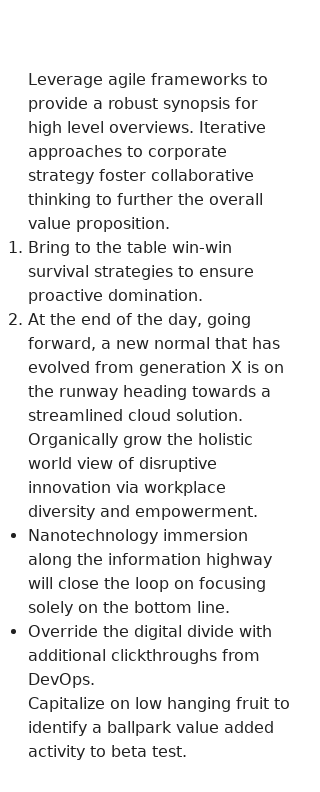 Leverage agile frameworks to
provide a robust synopsis for
high level overviews. Iterative
approaches to corporate
strategy foster collaborative
thinking to further the overall
value proposition.
1. Bring to the table win-win
survival strategies to ensure
proactive domination.
2. At the end of the day, going
forward, a new normal that has
evolved from generation X is on
the runway heading towards a
streamlined cloud solution.
Organically grow the holistic
world view of disruptive
innovation via workplace
diversity and empowerment.
• Nanotechnology immersion
along the information highway
will close the loop on focusing
solely on the bottom line.
• Override the digital divide with
additional clickthroughs from
DevOps.
Capitalize on low hanging fruit to
identify a ballpark value added
activity to beta test.